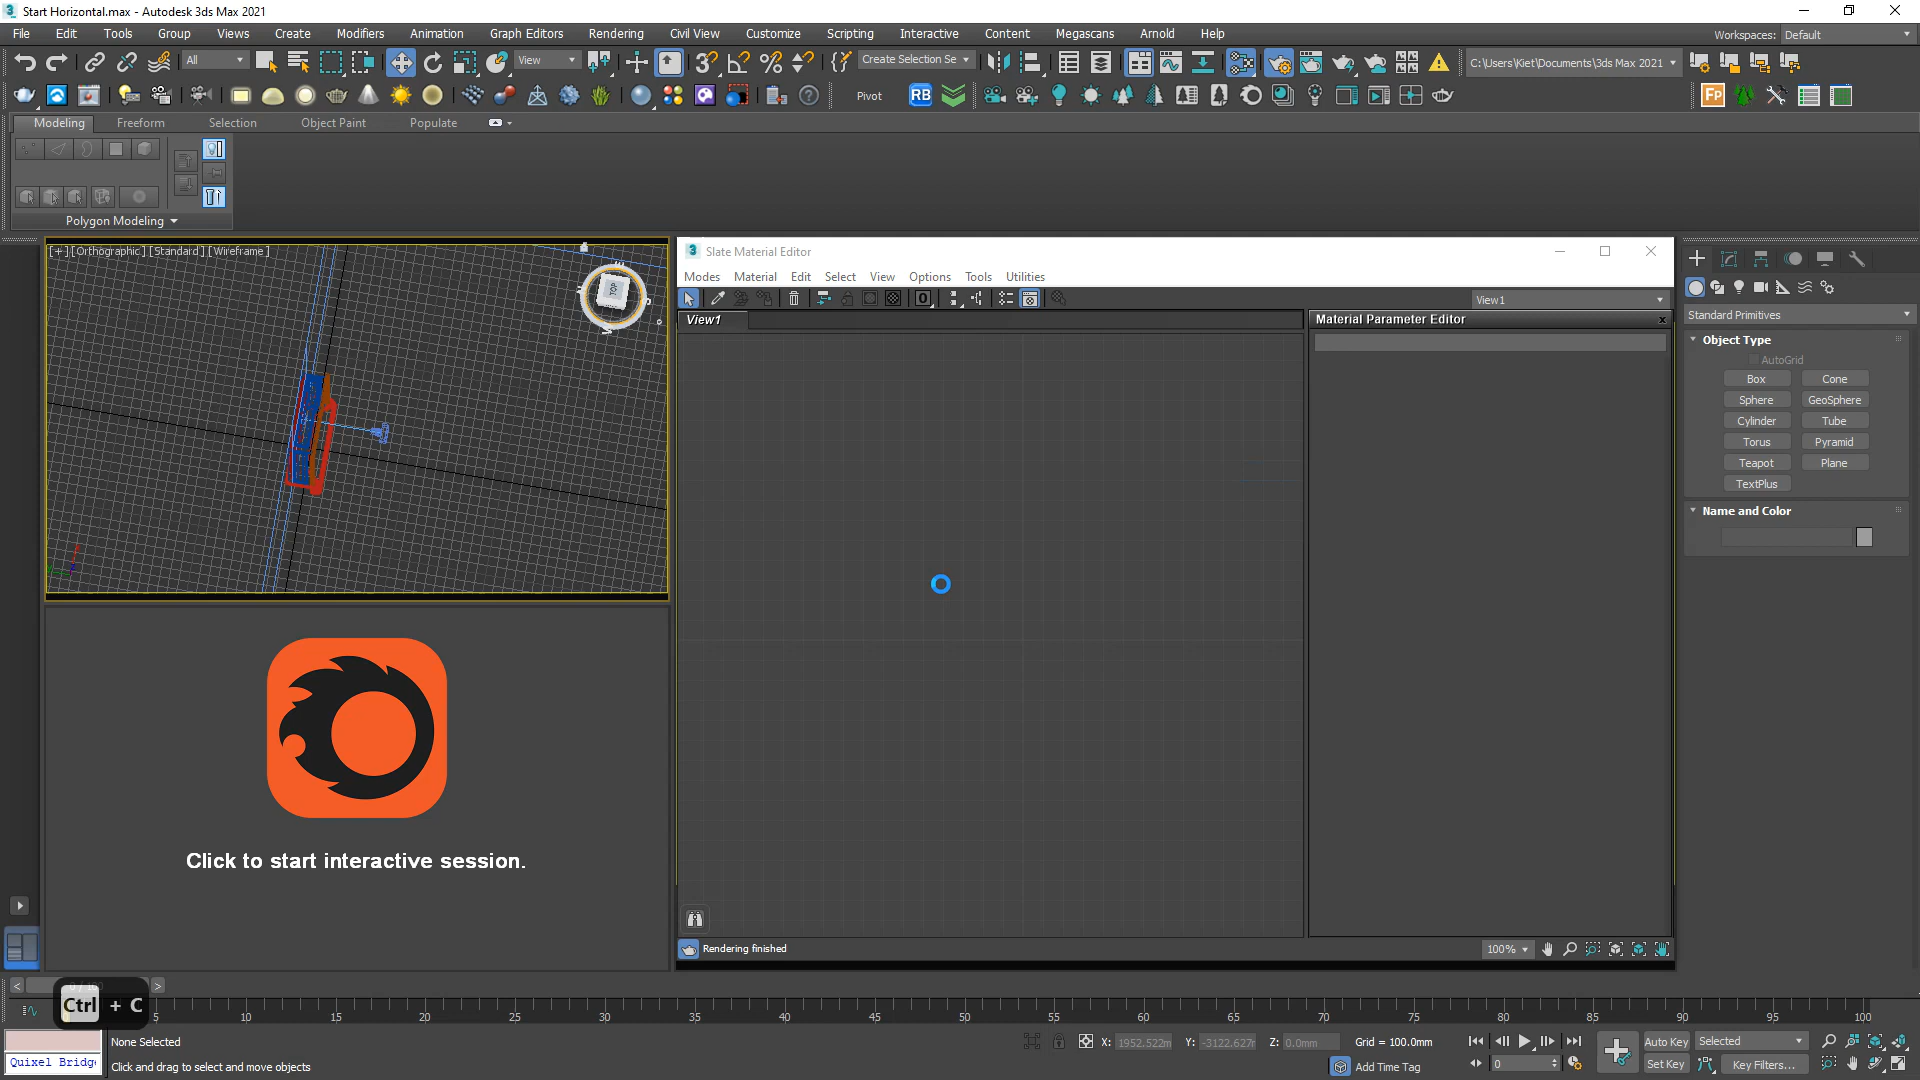 Start Horizontal.max - Autodesk 3ds Max 2021
File Edit Tools Group Views Create Modifiers Animation Graph Editors Rendering Civil View Customize Scripting Interactive Content Megascans Arnold Help
Workspaces: Default
All View Create Selection Se C:\Users\Kiet\Documents\3ds Max 2021
Pivot RB Fp
Modeling Freeform Selection Object Paint Populate
Polygon Modeling
[+] [Orthographic] [Standard] [Wireframe]
TOP
3 Slate Material Editor
Modes Material Edit Select View Options Tools Utilities
View1
View1
Material Parameter Editor
Standard Primitives
Object Type
AutoGrid
Box Cone
Sphere GeoSphere
Cylinder Tube
Torus Pyramid
Teapot Plane
TextPlus
Name and Color
Click to start interactive session.
Rendering finished
100%
Ctrl + C
5 10 15 20 25 30 35 40 45 50 55 60 65 70 75 80 85 90 95 100
None Selected
X: 1952.522m Y: -3122.627r Z: 0.0mm Grid = 100.0mm
Auto Key Selected
Quixel Bridg
Click and drag to select and move objects
Add Time Tag
0
Set Key Key Filters...